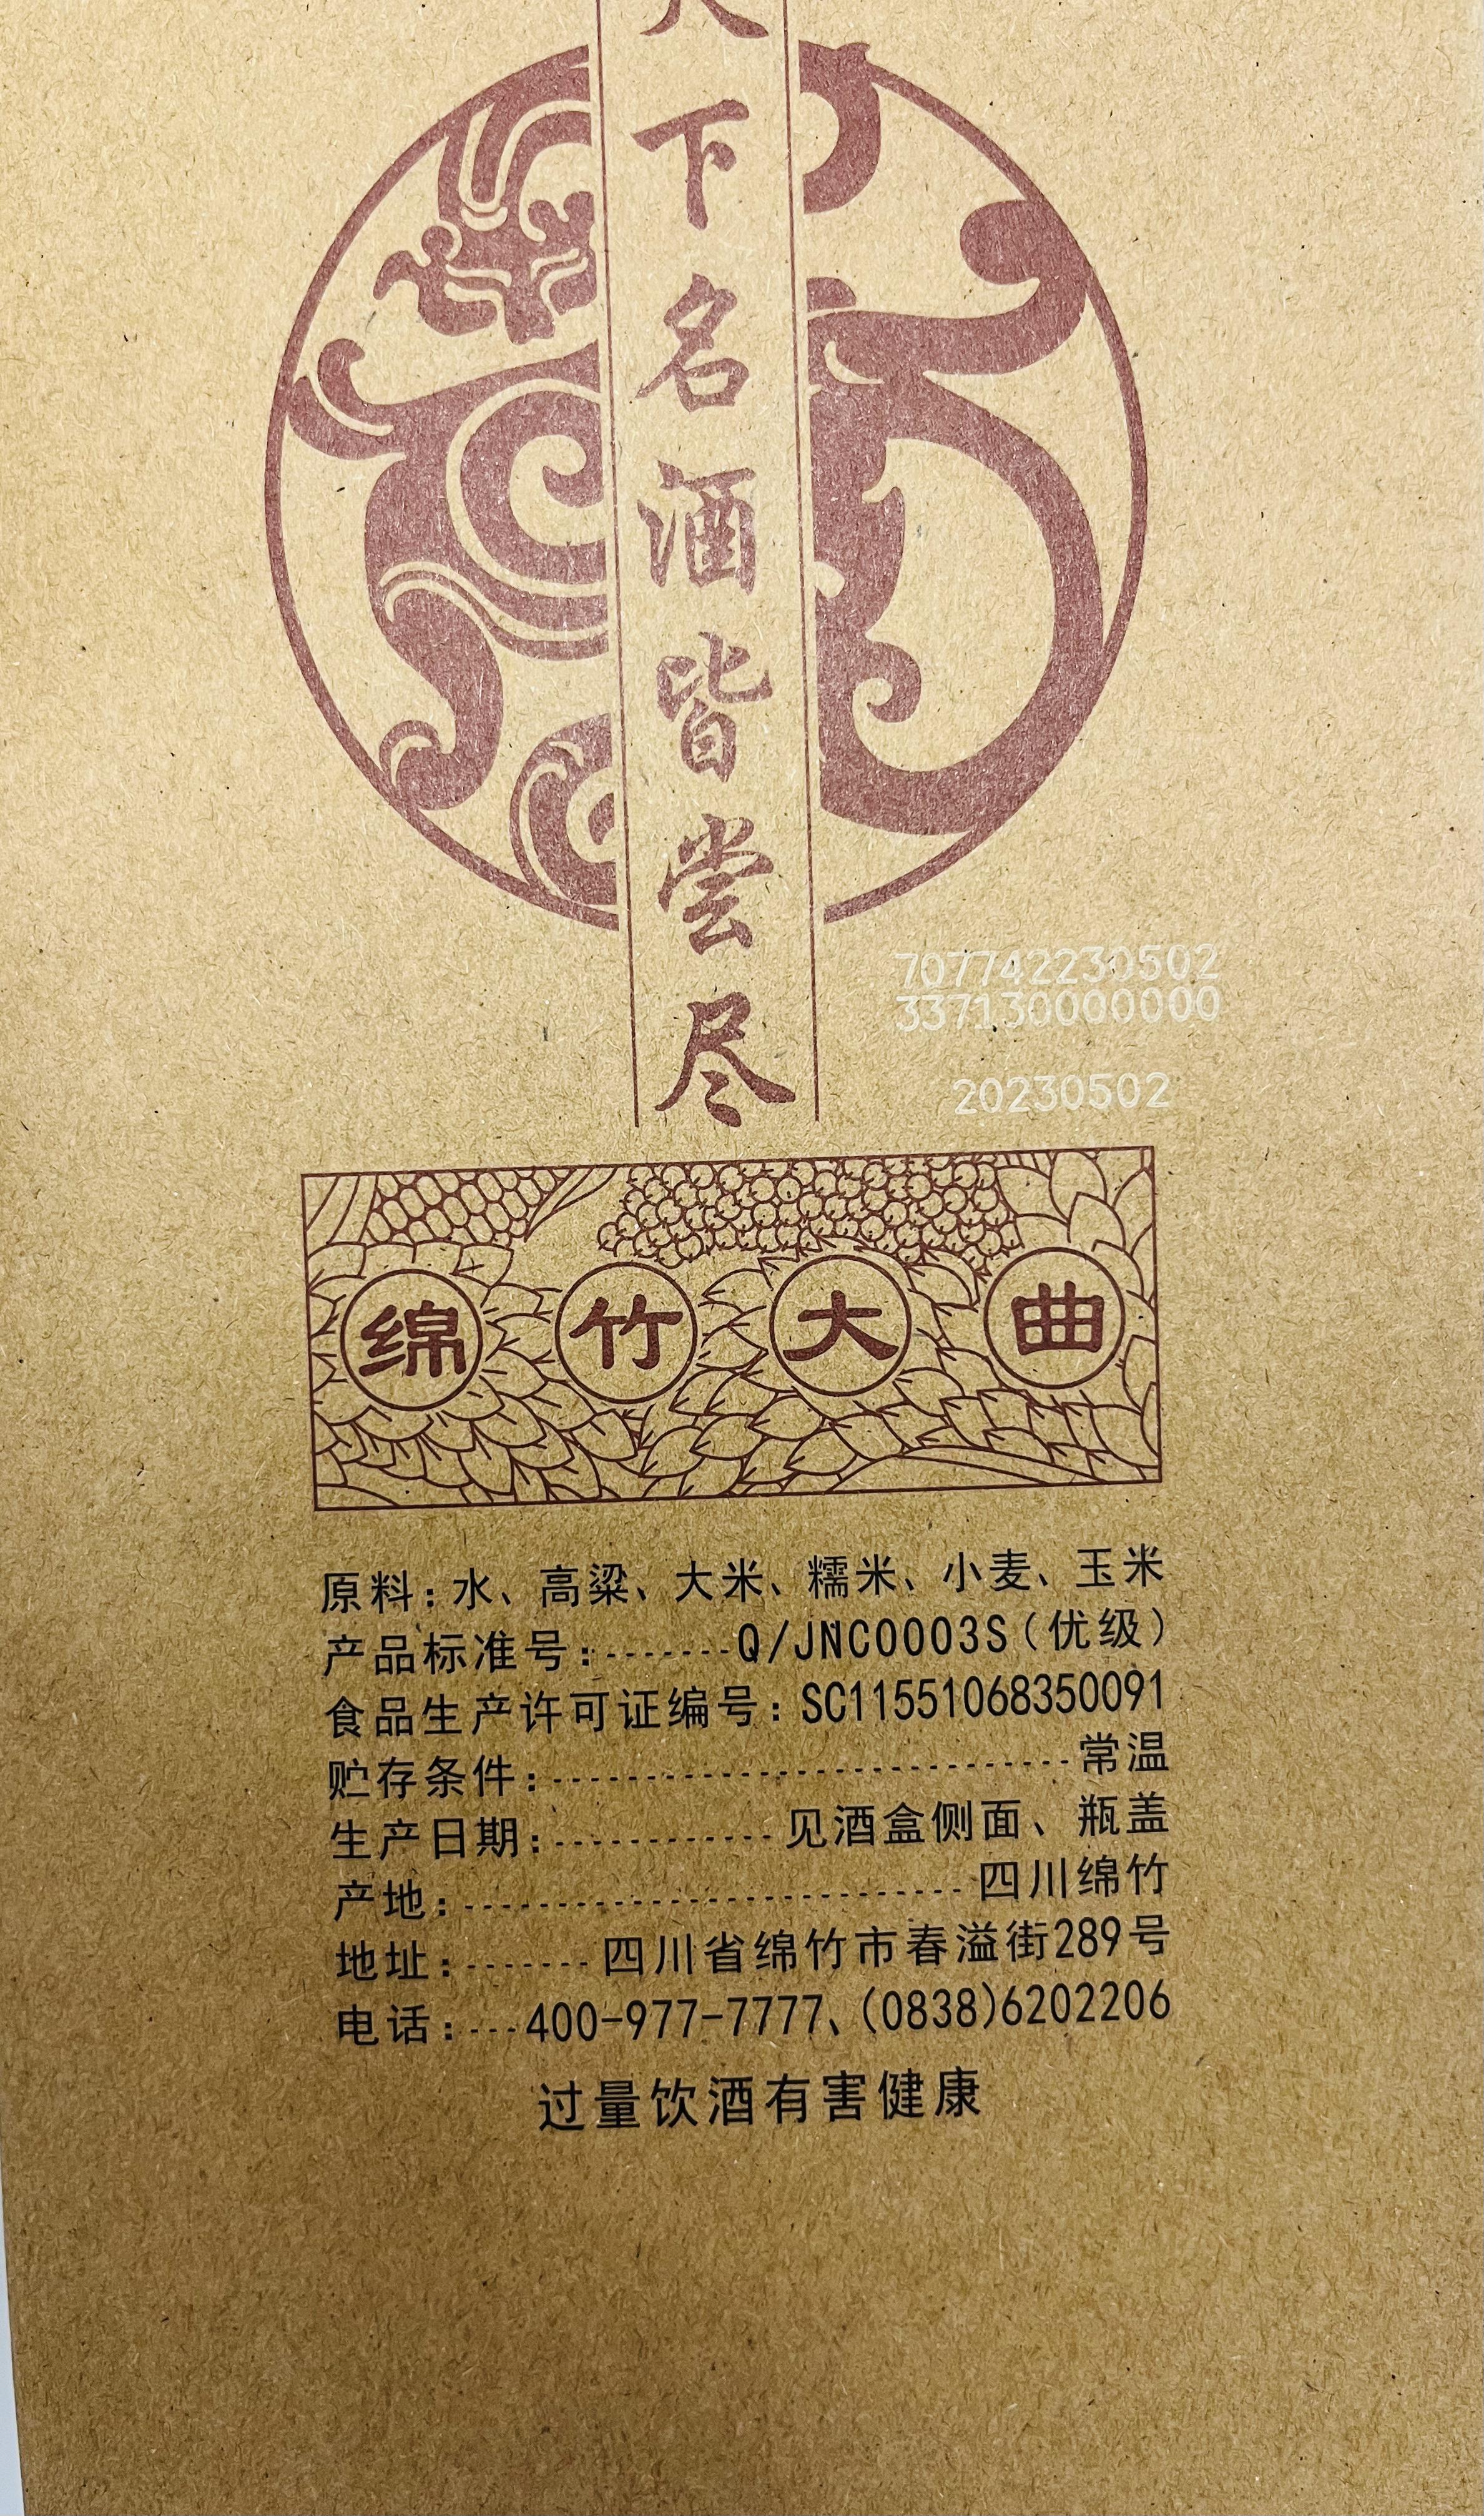 下名酒皆尝尽
707742230502
337130000000
20230502
绵竹大曲
原料:水、高粱、大米、糯米、小麦、玉米
产品标准号:-------Q/JNC0003S(优级)
食品生产许可证编号:SC11551068350091
贮存条件:----------------------------常温
生产日期:------------见酒盒侧面、瓶盖
产地:---------------------------四川绵竹
地址:-------四川省绵竹市春溢街289号
电话:---400-977-7777、(0838)6202206
过量饮酒有害健康